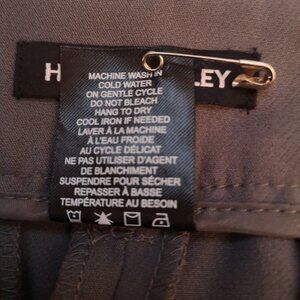 H LEY
MACHINE WASH IN
COLD WATER
ON GENTLE CYCLE
DO NOT BLEACH
HANG TO DRY
COOL IRON IF NEEDED
LAVER À LA MACHINE
À L'EAU FROIDE
AU CYCLE DÉLICAT
NE PAS UTILISER D'AGENT
DE BLANCHIMENT
SUSPENDRE POUR SÉCHER
REPASSER À BASSE
TEMPÉRATURE AU BESOIN